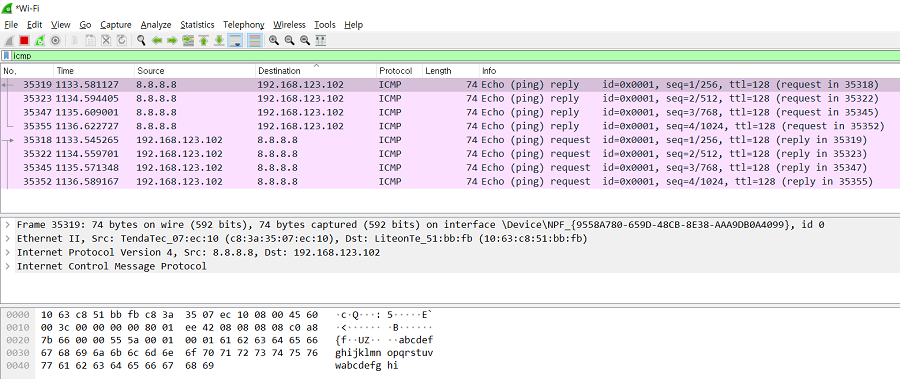 *Wi-Fi
File Edit View Go Capture Analyze Statistics Telephony Wireless Tools Help
icmp
No. Time Source Destination Protocol Length Info
35319 1133.581127 8.8.8.8 192.168.123.102 ICMP 74 Echo (ping) reply id=0x0001, seq=1/256, ttl=128 (request in 35318)
35323 1134.594405 8.8.8.8 192.168.123.102 ICMP 74 Echo (ping) reply id=0x0001, seq=2/512, ttl=128 (request in 35322)
35347 1135.609001 8.8.8.8 192.168.123.102 ICMP 74 Echo (ping) reply id=0x0001, seq=3/768, ttl=128 (request in 35345)
35355 1136.622727 8.8.8.8 192.168.123.102 ICMP 74 Echo (ping) reply id=0x0001, seq=4/1024, ttl=128 (request in 35352)
35318 1133.545265 192.168.123.102 8.8.8.8 ICMP 74 Echo (ping) request id=0x0001, seq=1/256, ttl=128 (reply in 35319)
35322 1134.559701 192.168.123.102 8.8.8.8 ICMP 74 Echo (ping) request id=0x0001, seq=2/512, ttl=128 (reply in 35323)
35345 1135.571348 192.168.123.102 8.8.8.8 ICMP 74 Echo (ping) request id=0x0001, seq=3/768, ttl=128 (reply in 35347)
35352 1136.589167 192.168.123.102 8.8.8.8 ICMP 74 Echo (ping) request id=0x0001, seq=4/1024, ttl=128 (reply in 35355)
Frame 35319: 74 bytes on wire (592 bits), 74 bytes captured (592 bits) on interface \Device\NPF_{9558A780-659D-48CB-8E38-AAA9DB0A4099}, id 0
Ethernet II, Src: TendaTec_07:ec:10 (c8:3a:35:07:ec:10), Dst: LiteonTe_51:bb:fb (10:63:c8:51:bb:fb)
Internet Protocol Version 4, Src: 8.8.8.8, Dst: 192.168.123.102
Internet Control Message Protocol
0000 10 63 c8 51 bb fb c8 3a 35 07 ec 10 08 00 45 60 ·c·Q···: 5·····E`
0010 00 3c 00 00 00 00 80 01 ee 42 08 08 08 08 c0 a8 ·<······ ·B······
0020 7b 66 00 00 55 5a 00 01 00 01 61 62 63 64 65 66 {f··UZ·· ··abcdef
0030 67 68 69 6a 6b 6c 6d 6e 6f 70 71 72 73 74 75 76 ghijklmn opqrstuv
0040 77 61 62 63 64 65 66 67 68 69 wabcdefg hi